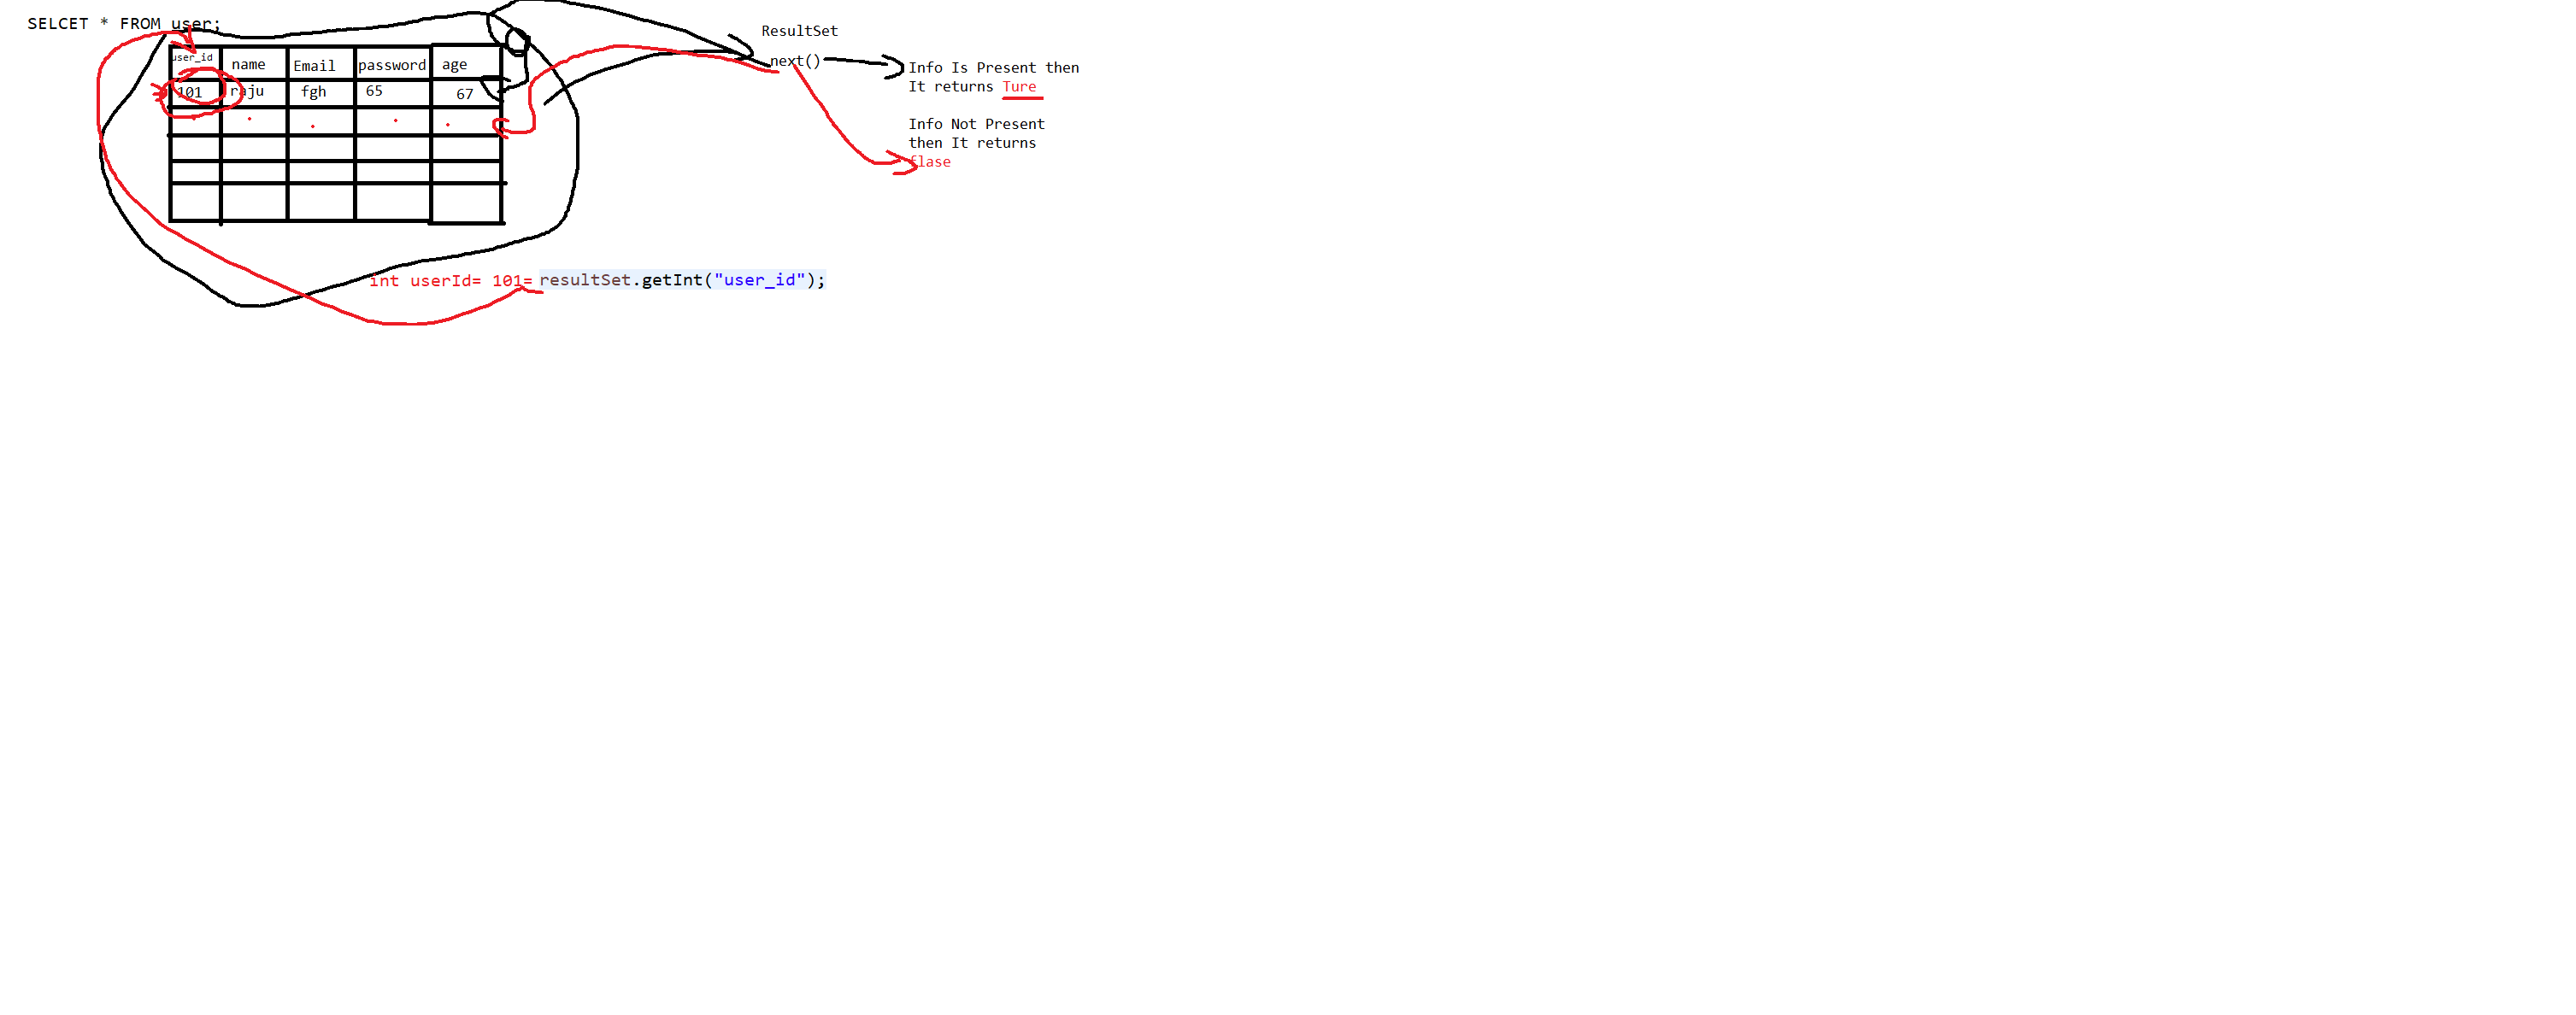 SELCET * FROM user;
ResultSet
next()
user_id name Email password age
101 raju fgh 65 67
Info Is Present then
It returns Ture
Info Not Present
then It returns
flase
int userId= 101= resultSet.getInt("user_id");